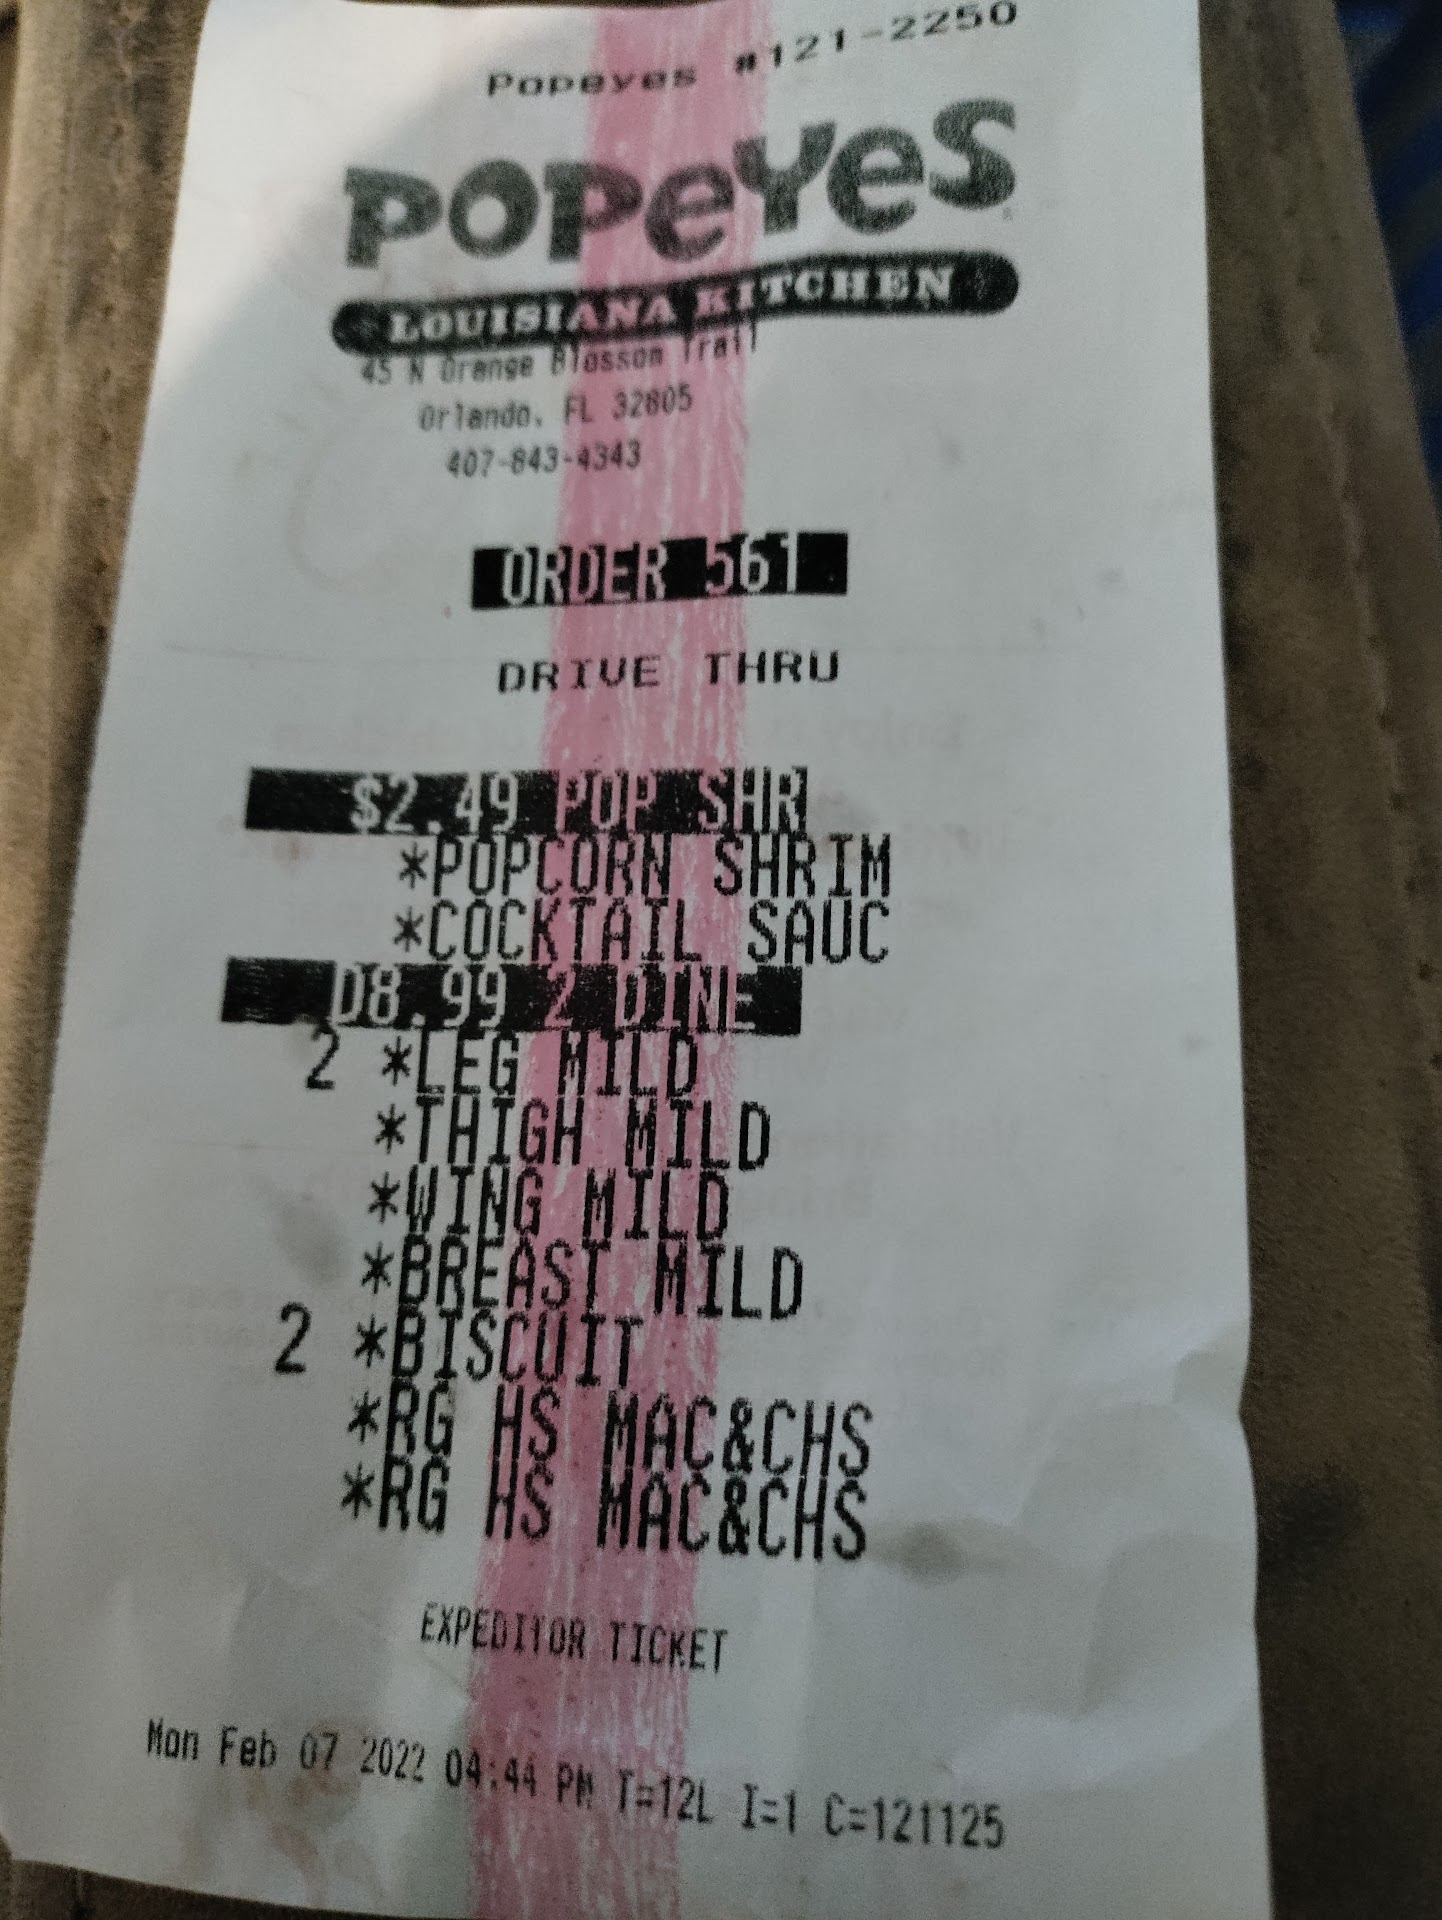 Popeyes #121-2250
POPEYES
LOUISIANA KITCHEN
45 N Orange Blossom Trail
Orlando, FL 32805
407-843-4343
ORDER 561
DRIVE THRU
$2.49 POP SHR
*POPCORN SHRIM
*COCKTAIL SAUC
D8.99 2 DINE
2 *LEG MILD
*THIGH MILD
*WING MILD
*BREAST MILD
2 *BISCUIT
*RG HS MAC&CHS
*RG HS MAC&CHS
EXPEDITOR TICKET
Mon Feb 07 2022 04:44 PM T=12L I=1 C=121125